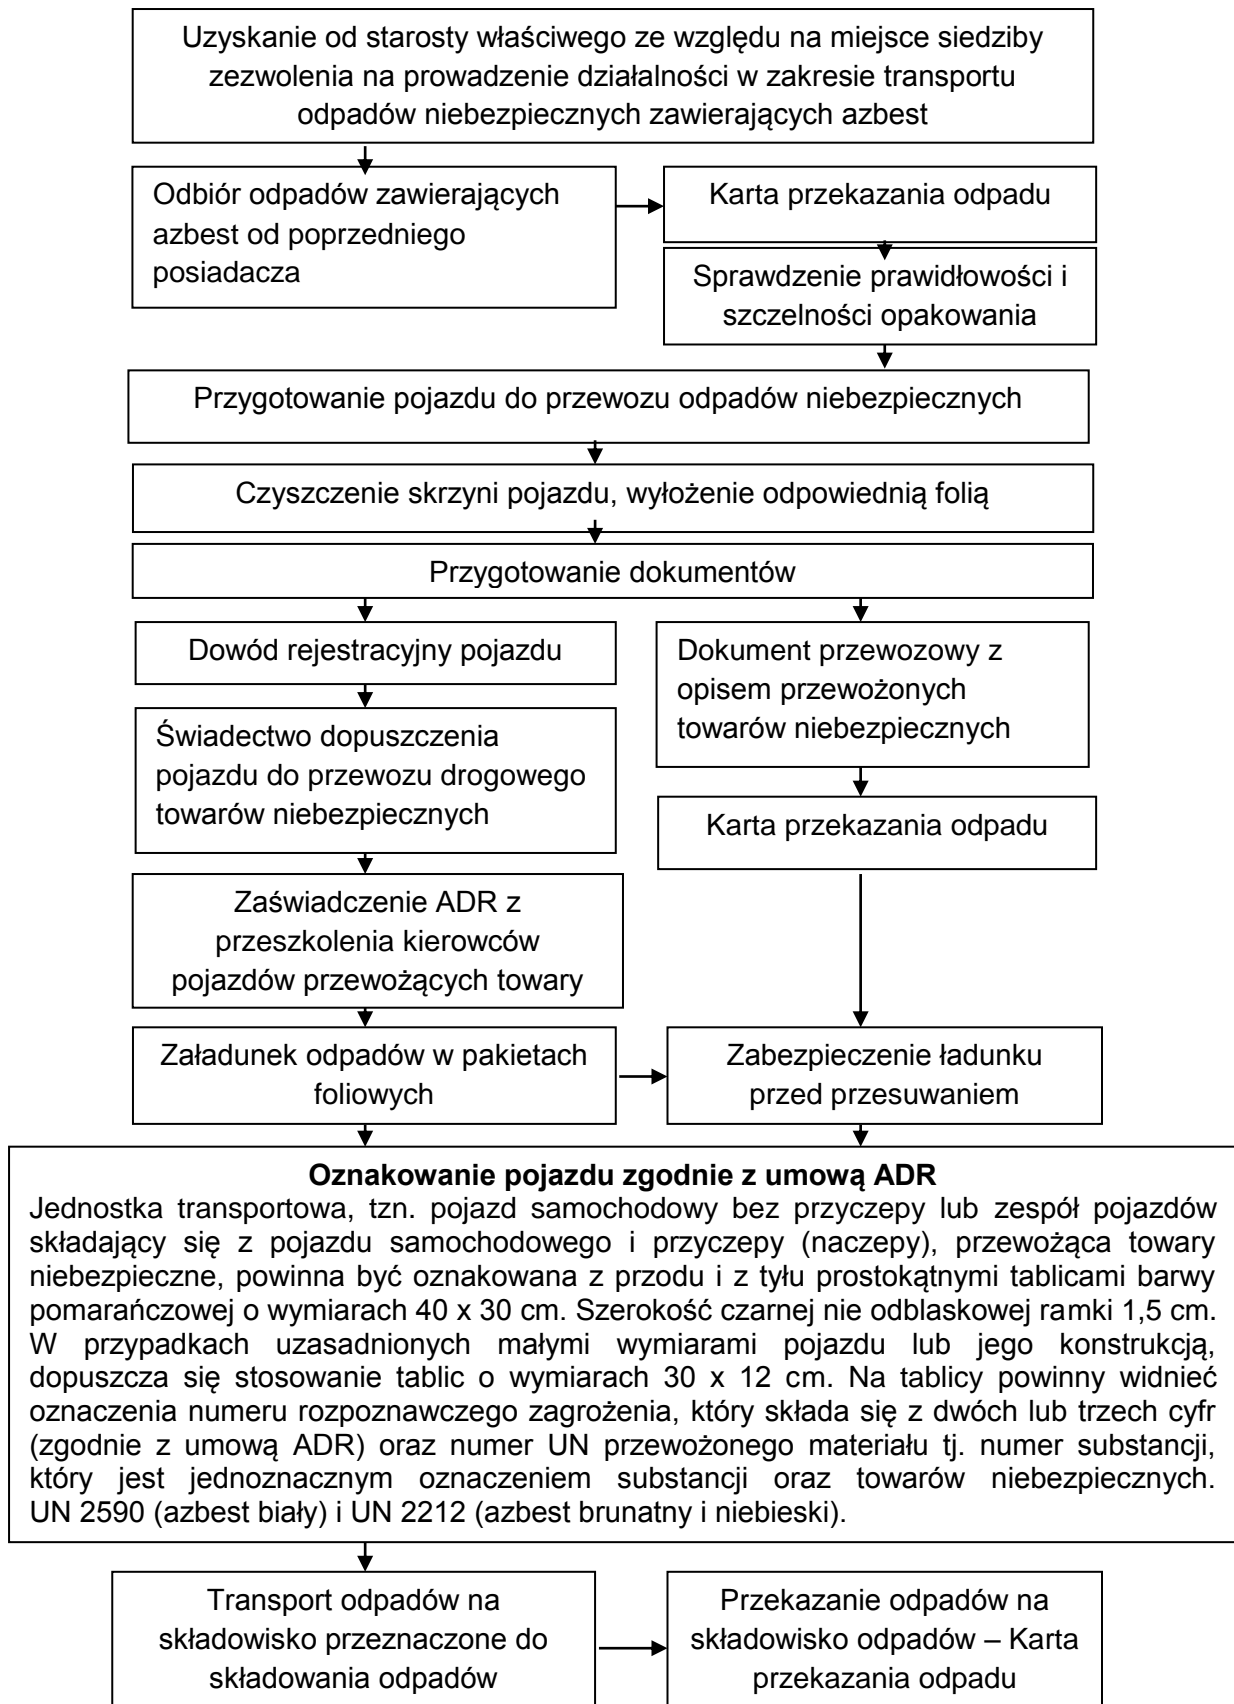 Uzyskanie od starosty właściwego ze względu na miejsce siedziby
zezwolenia na prowadzenie działalności w zakresie transportu
odpadów niebezpiecznych zawierających azbest
Odbiór odpadów zawierających
azbest od poprzedniego
posiadacza
Karta przekazania odpadu
Sprawdzenie prawidłowości i
szczelności opakowania
Przygotowanie pojazdu do przewozu odpadów niebezpiecznych
Czyszczenie skrzyni pojazdu, wyłożenie odpowiednią folią
Przygotowanie dokumentów
Dowód rejestracyjny pojazdu
Świadectwo dopuszczenia
pojazdu do przewozu drogowego
towarów niebezpiecznych
Zaświadczenie ADR z
przeszkolenia kierowców
pojazdów przewożących towary
Dokument przewozowy z
opisem przewożonych
towarów niebezpiecznych
Karta przekazania odpadu
Załadunek odpadów w pakietach
foliowych
Zabezpieczenie ładunku
przed przesuwaniem
Oznakowanie pojazdu zgodnie z umową ADR
Jednostka transportowa, tzn. pojazd samochodowy bez przyczepy lub zespół pojazdów
składający się z pojazdu samochodowego i przyczepy (naczepy), przewożąca towary
niebezpieczne, powinna być oznakowana z przodu i z tyłu prostokątnymi tablicami barwy
pomarańczowej o wymiarach 40 x 30 cm. Szerokość czarnej nie odblaskowej ramki 1,5 cm.
W przypadkach uzasadnionych małymi wymiarami pojazdu lub jego konstrukcją,
dopuszcza się stosowanie tablic o wymiarach 30 x 12 cm. Na tablicy powinny widnieć
oznaczenia numeru rozpoznawczego zagrożenia, który składa się z dwóch lub trzech cyfr
(zgodnie z umową ADR) oraz numer UN przewożonego materiału tj. numer substancji,
który jest jednoznacznym oznaczeniem substancji oraz towarów niebezpiecznych.
UN 2590 (azbest biały) i UN 2212 (azbest brunatny i niebieski).
Transport odpadów na
składowisko przeznaczone do
składowania odpadów
Przekazanie odpadów na
składowisko odpadów – Karta
przekazania odpadu